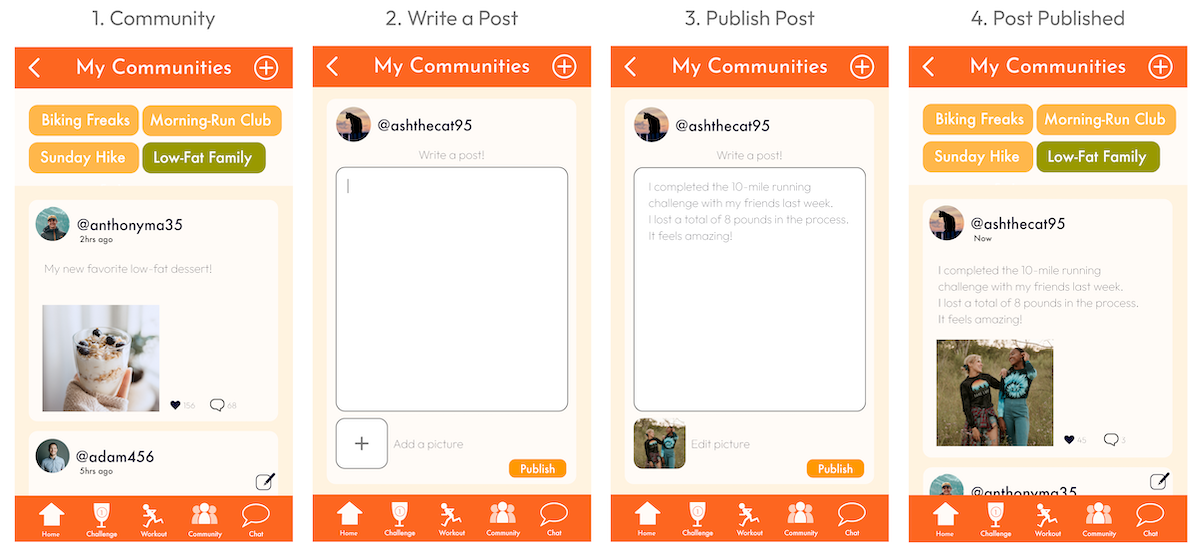 1. Community
My Communities
Biking Freaks
Morning-Run Club
Sunday Hike
Low-Fat Family
@anthonyma35
2hrs ago
My new favorite low-fat dessert!
156
68
@adam456
5hrs ago
Home
Challenge
Workout
Community
Chat
2. Write a Post
My Communities
@ashthecat95
Write a post!
Add a picture
Publish
Home
Challenge
Workout
Community
Chat
3. Publish Post
My Communities
@ashthecat95
Write a post!
I completed the 10-mile running
challenge with my friends last week.
I lost a total of 8 pounds in the process.
It feels amazing!
Edit picture
Publish
Home
Challenge
Workout
Community
Chat
4. Post Published
My Communities
Biking Freaks
Morning-Run Club
Sunday Hike
Low-Fat Family
@ashthecat95
Now
I completed the 10-mile running
challenge with my friends last week.
I lost a total of 8 pounds in the process.
It feels amazing!
45
3
@anthonyma35
Home
Challenge
Workout
Community
Chat